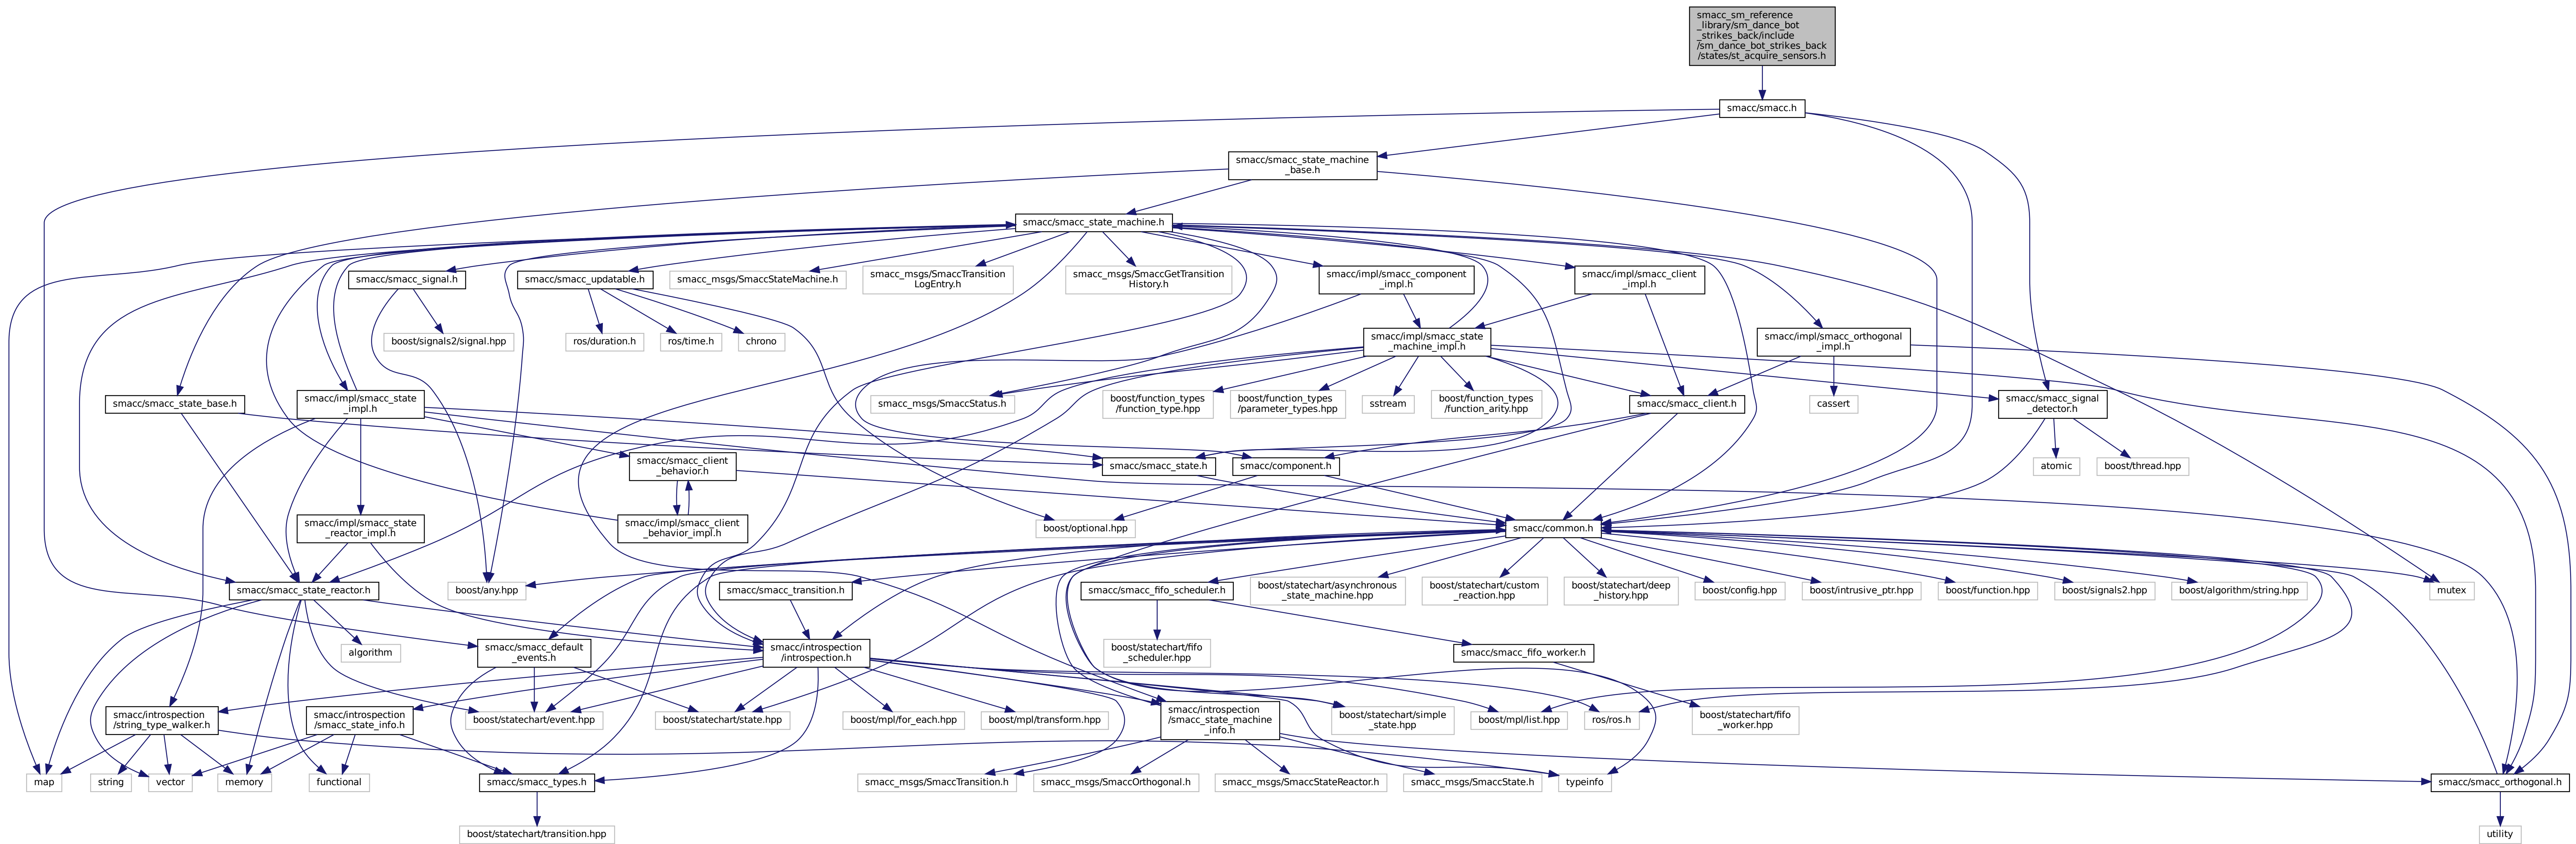 smacc_sm_reference
_library/sm_dance_bot
_strikes_back/include
/sm_dance_bot_strikes_back
/states/st_acquire_sensors.h
smacc/smacc.h
smacc/smacc_state_machine
_base.h
smacc/smacc_state_machine.h
smacc/smacc_signal.h
smacc/smacc_updatable.h
smacc_msgs/SmaccStateMachine.h
smacc_msgs/SmaccTransition
LogEntry.h
smacc_msgs/SmaccGetTransition
History.h
smacc/impl/smacc_component
_impl.h
smacc/impl/smacc_client
_impl.h
boost/signals2/signal.hpp
ros/duration.h
ros/time.h
chrono
smacc/impl/smacc_state
_machine_impl.h
smacc/impl/smacc_orthogonal
_impl.h
smacc/smacc_state_base.h
smacc/impl/smacc_state
_impl.h
smacc_msgs/SmaccStatus.h
boost/function_types
/function_type.hpp
boost/function_types
/parameter_types.hpp
sstream
boost/function_types
/function_arity.hpp
smacc/smacc_client.h
cassert
smacc/smacc_signal
_detector.h
smacc/smacc_client
_behavior.h
smacc/smacc_state.h
smacc/component.h
atomic
boost/thread.hpp
smacc/impl/smacc_state
_reactor_impl.h
smacc/impl/smacc_client
_behavior_impl.h
boost/optional.hpp
smacc/common.h
smacc/smacc_state_reactor.h
boost/any.hpp
smacc/smacc_transition.h
smacc/smacc_fifo_scheduler.h
boost/statechart/asynchronous
_state_machine.hpp
boost/statechart/custom
_reaction.hpp
boost/statechart/deep
_history.hpp
boost/config.hpp
boost/intrusive_ptr.hpp
boost/function.hpp
boost/signals2.hpp
boost/algorithm/string.hpp
mutex
algorithm
smacc/smacc_default
_events.h
smacc/introspection
/introspection.h
boost/statechart/fifo
_scheduler.hpp
smacc/smacc_fifo_worker.h
smacc/introspection
/string_type_walker.h
smacc/introspection
/smacc_state_info.h
boost/statechart/event.hpp
boost/statechart/state.hpp
boost/mpl/for_each.hpp
boost/mpl/transform.hpp
smacc/introspection
/smacc_state_machine
_info.h
boost/statechart/simple
_state.hpp
boost/mpl/list.hpp
ros/ros.h
boost/statechart/fifo
_worker.hpp
map
string
vector
memory
functional
smacc/smacc_types.h
smacc_msgs/SmaccTransition.h
smacc_msgs/SmaccOrthogonal.h
smacc_msgs/SmaccStateReactor.h
smacc_msgs/SmaccState.h
typeinfo
smacc/smacc_orthogonal.h
boost/statechart/transition.hpp
utility